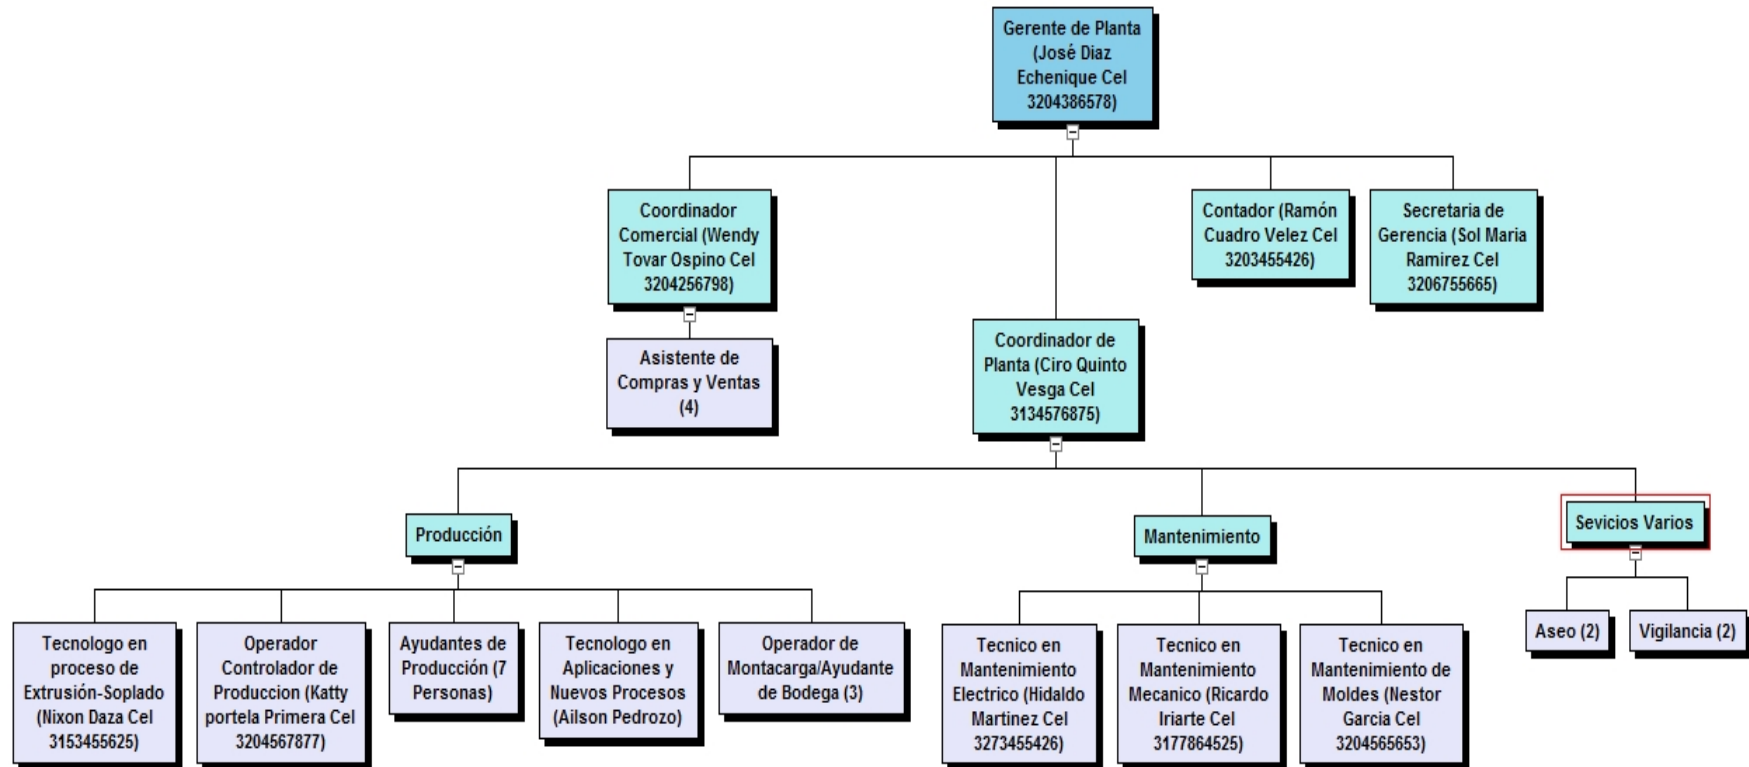 Gerente de Planta
(José Diaz
Echenique Cel
3204386578)
Coordinador
Comercial (Wendy
Tovar Ospino Cel
3204256798)
Contador (Ramón
Cuadro Velez Cel
3203455426)
Secretaria de
Gerencia (Sol Maria
Ramirez Cel
3206755665)
Asistente de
Compras y Ventas
(4)
Coordinador de
Planta (Ciro Quinto
Vesga Cel
3134576875)
Producción
Mantenimiento
Sevicios Varios
Tecnologo en
proceso de
Extrusión-Soplado
(Nixon Daza Cel
3153455625)
Operador
Controlador de
Produccion (Katty
portela Primera Cel
3204567877)
Ayudantes de
Producción (7
Personas)
Tecnologo en
Aplicaciones y
Nuevos Procesos
(Ailson Pedrozo)
Operador de
Montacarga/Ayudante
de Bodega (3)
Tecnico en
Mantenimiento
Electrico (Hidaldo
Martinez Cel
3273455426)
Tecnico en
Mantenimiento
Mecanico (Ricardo
Iriarte Cel
3177864525)
Tecnico en
Mantenimiento de
Moldes (Nestor
Garcia Cel
3204565653)
Aseo (2)
Vigilancia (2)